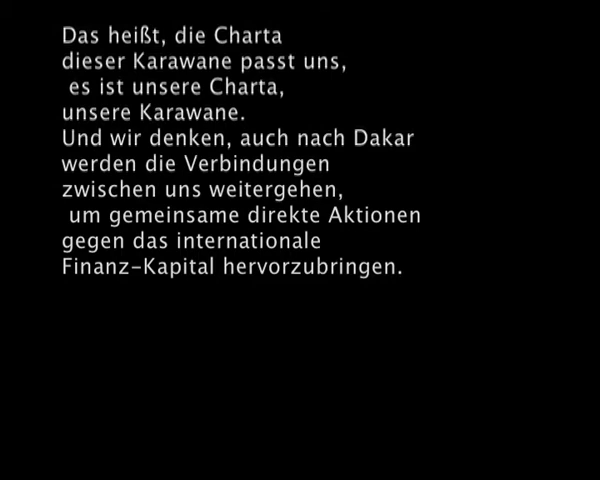 Das heißt, die Charta
dieser Karawane passt uns,
es ist unsere Charta,
unsere Karawane.
Und wir denken, auch nach Dakar
werden die Verbindungen
zwischen uns weitergehen,
um gemeinsame direkte Aktionen
gegen das internationale
Finanz-Kapital hervorzubringen.